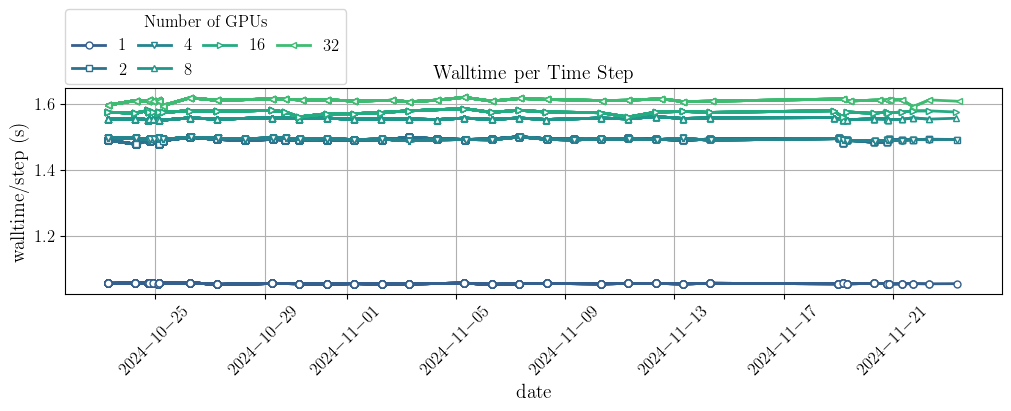 Number of GPUs
1 4 16 32
2 8
Walltime per Time Step
1.6
1.4
1.2
walltime/step (s)
2024−10−25 2024−10−29 2024−11−01 2024−11−05 2024−11−09 2024−11−13 2024−11−17 2024−11−21
date